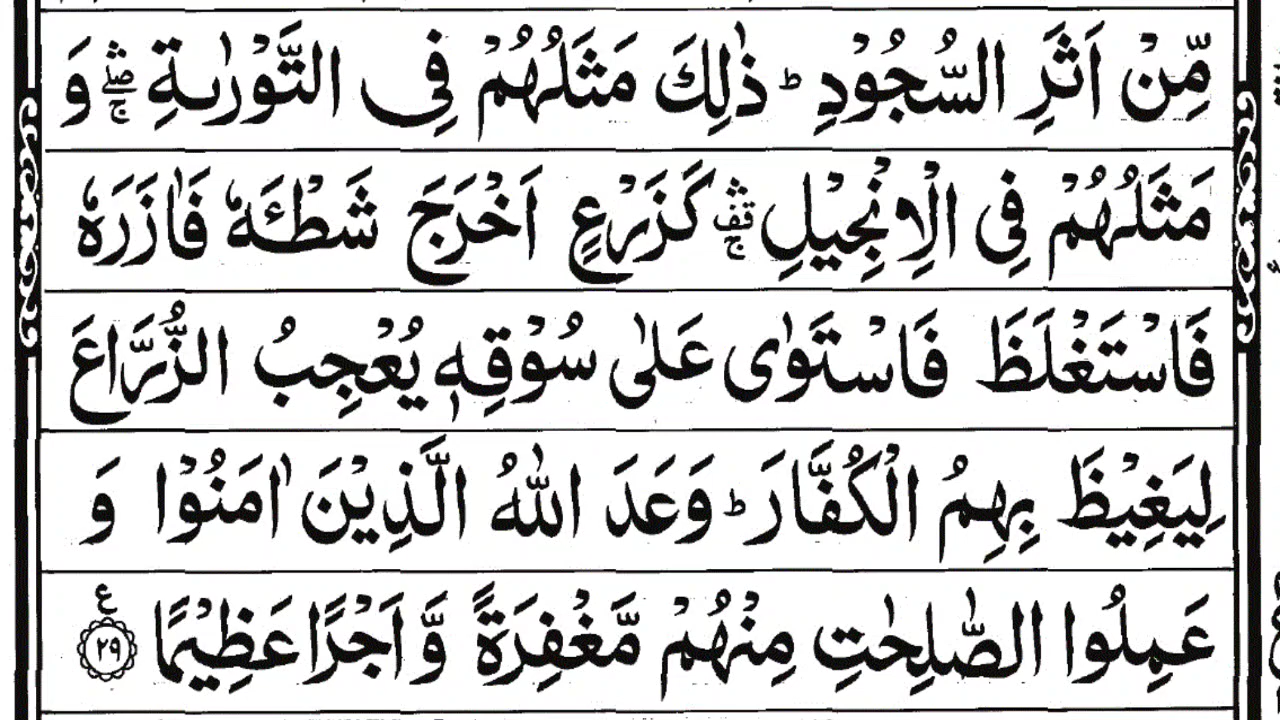 مِّنْ اَثَرِ السُّجُوْدِ ؕ ذٰلِكَ مَثَلُهُمْ فِی التَّوْرٰىةِ ۛۖۚ وَ
مَثَلُهُمْ فِی الْاِنْجِیْلِ ۛ۫ۚ كَزَرْعٍ اَخْرَجَ شَطْـَٔهٗ فَاٰزَرَهٗ
فَاسْتَغْلَظَ فَاسْتَوٰی عَلٰی سُوْقِهٖ یُعْجِبُ الزُّرَّاعَ
لِیَغِیْظَ بِهِمُ الْكُفَّارَ ؕ وَعَدَ اللّٰهُ الَّذِیْنَ اٰمَنُوْا وَ
عَمِلُوا الصّٰلِحٰتِ مِنْهُمْ مَّغْفِرَةً وَّ اَجْرًا عَظِیْمًا ۟۠ ﴿۲۹﴾ ع